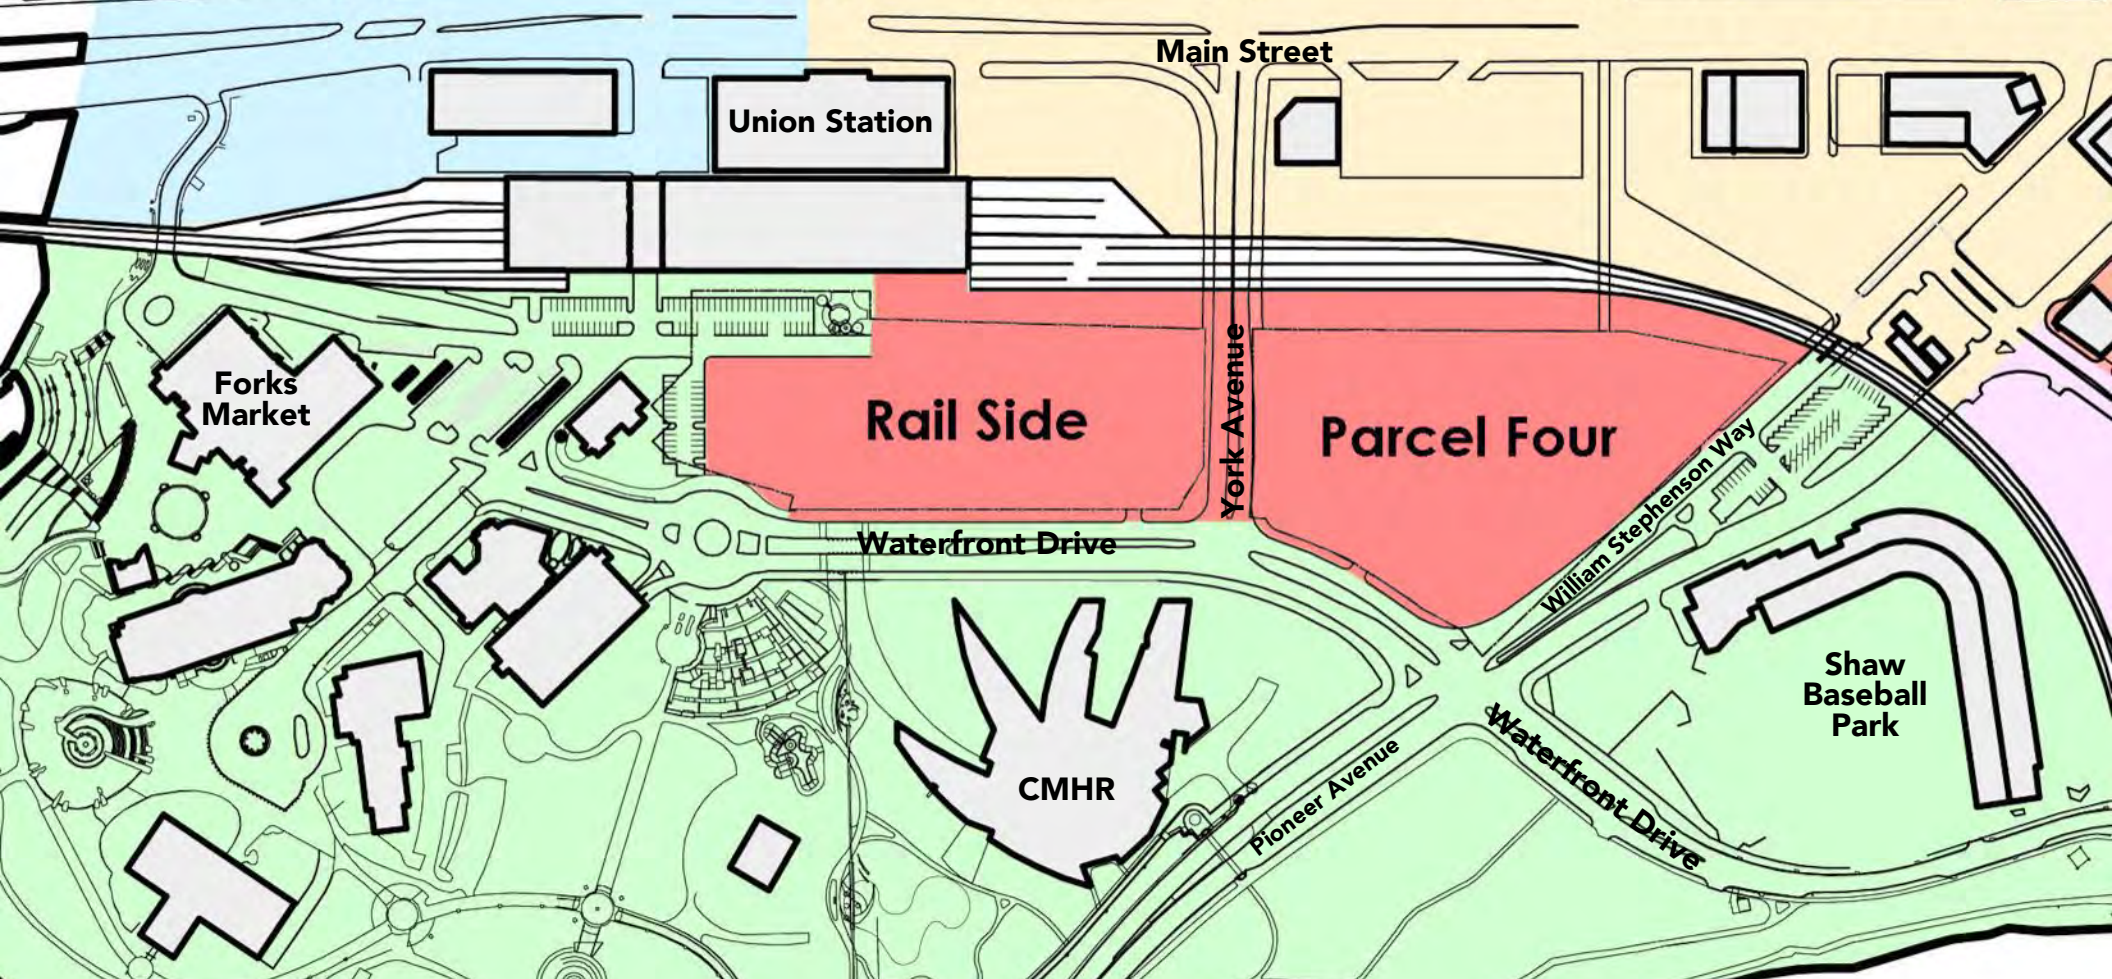 Main Street
Union Station
Forks
Market
Rail Side
York Avenue
Parcel Four
William Stephenson Way
Waterfront Drive
Shaw
Baseball
Park
CMHR
Pioneer Avenue
Waterfront Drive